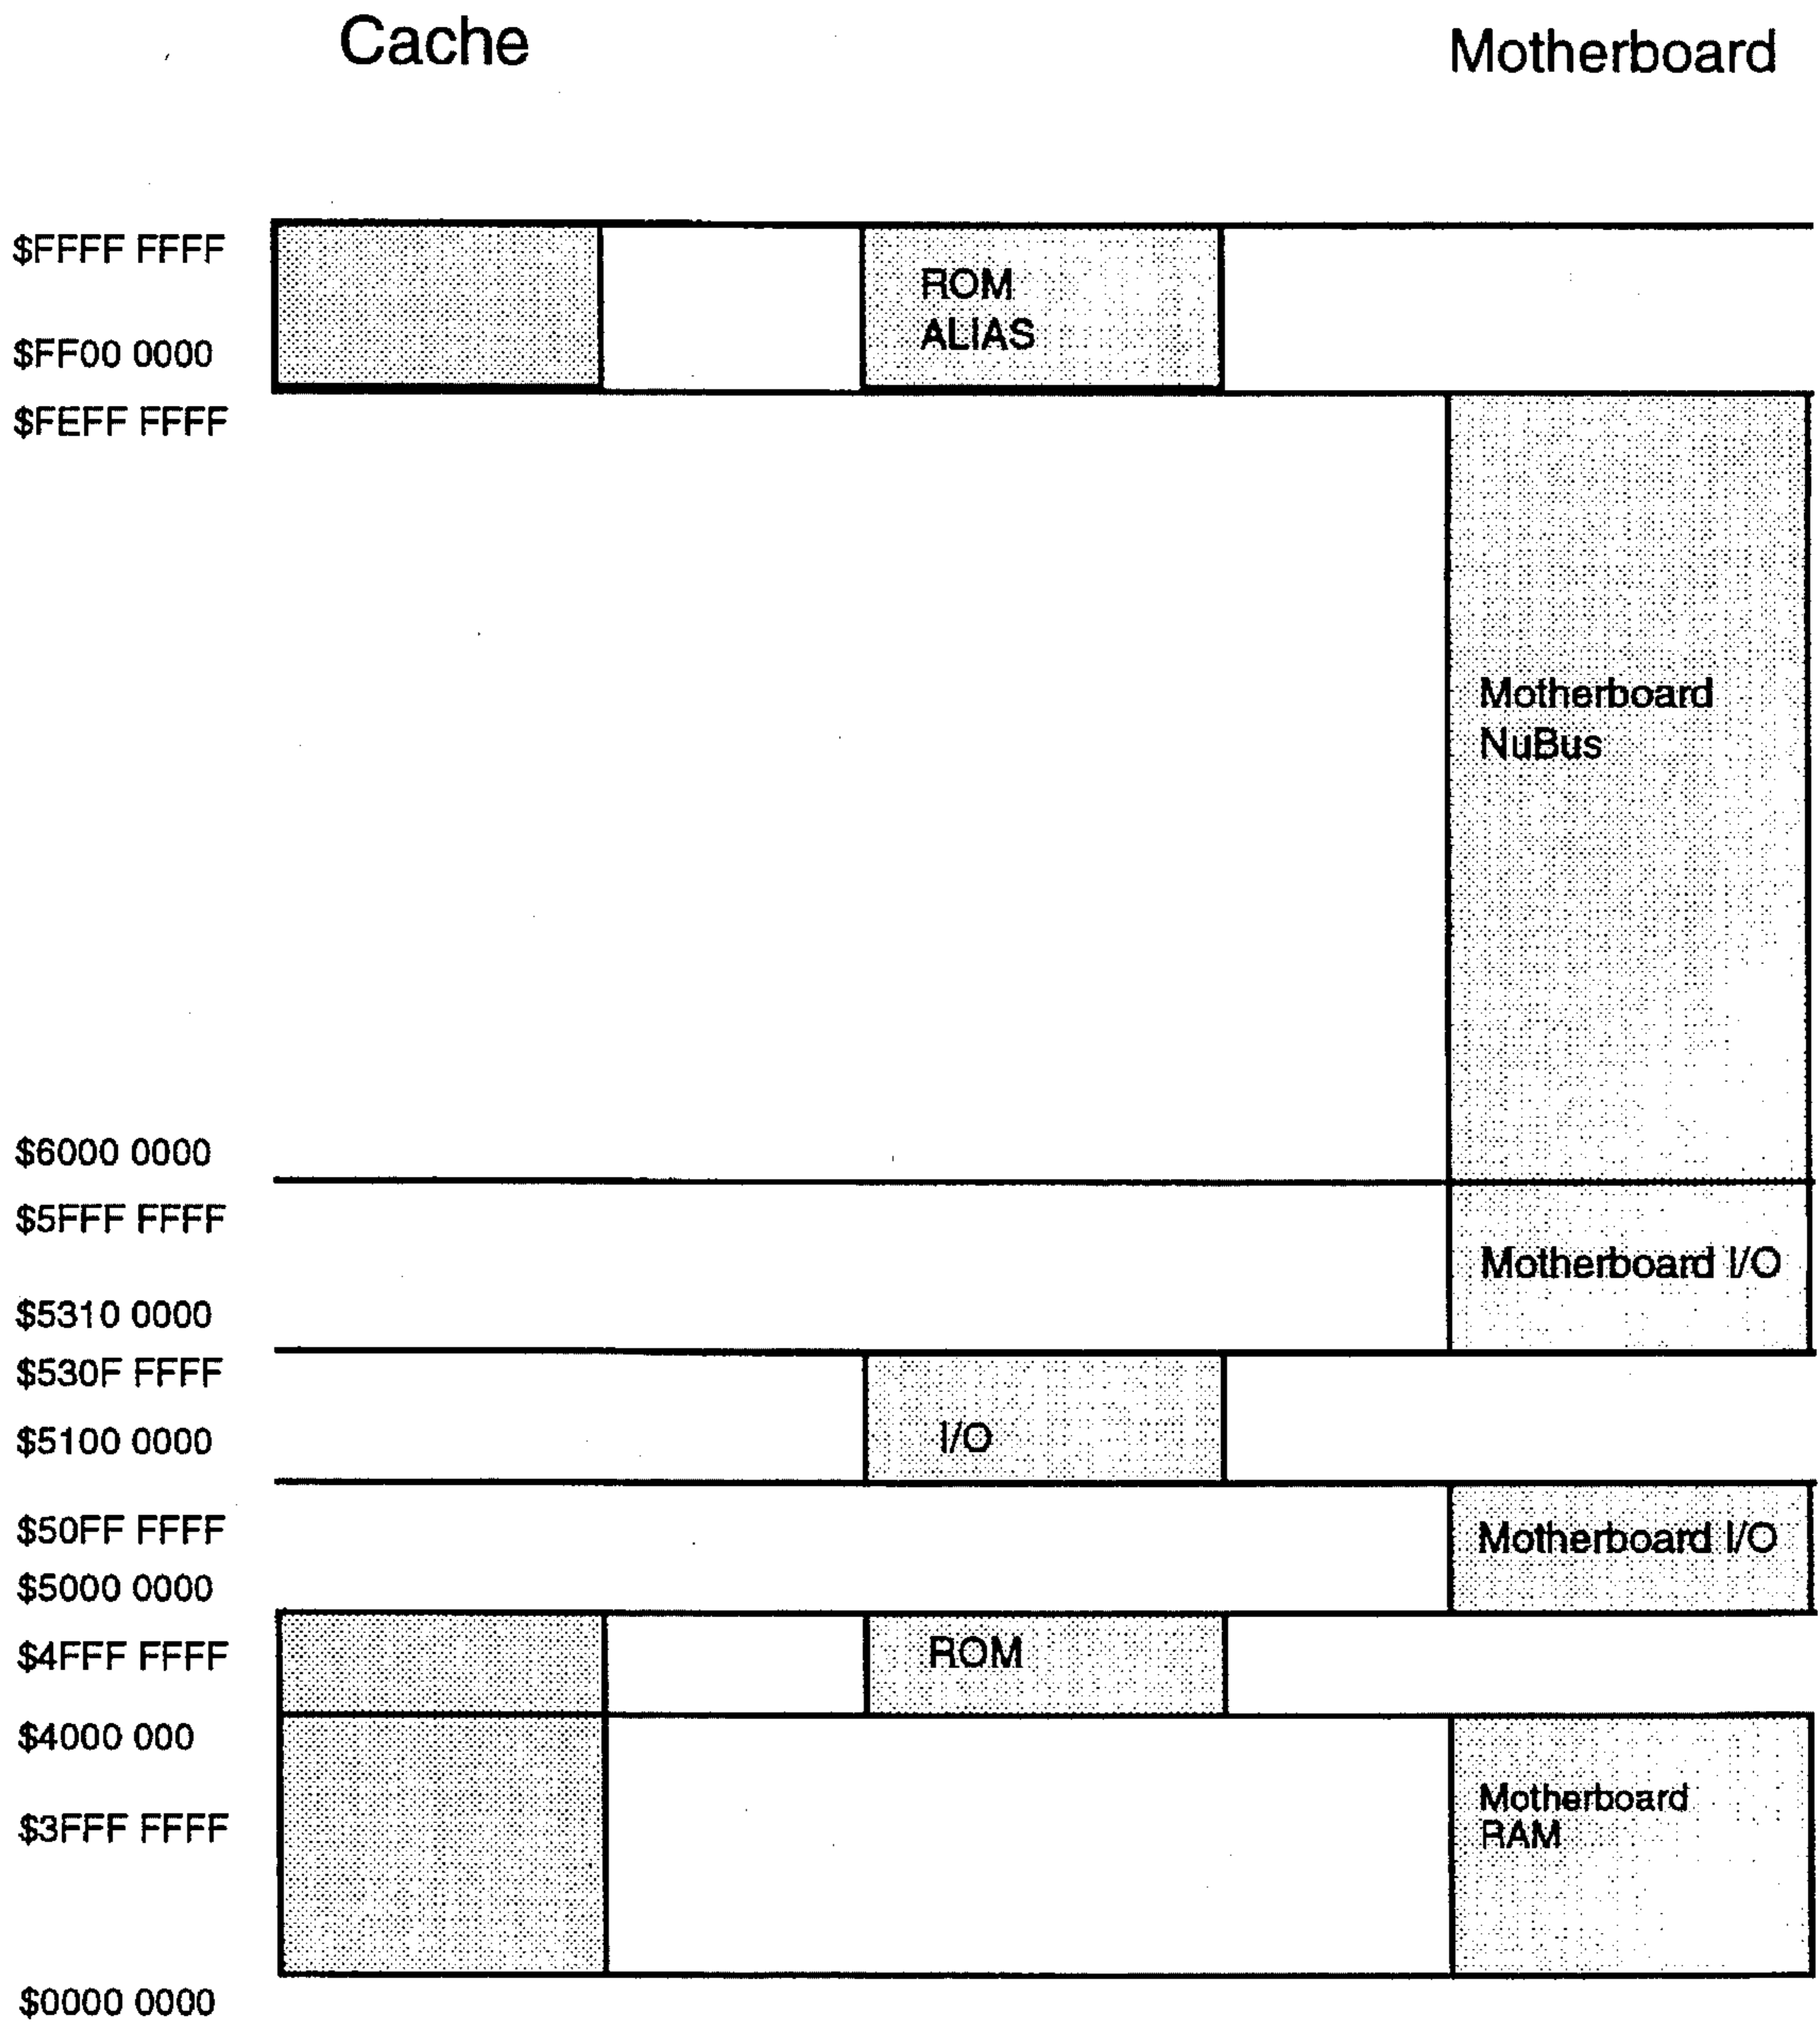 Cache
Motherboard
$FFFF FFFF
ROM
ALIAS
$FF00 0000
$FEFF FFFF
Motherboard
NuBus
$6000 0000
$5FFF FFFF
Motherboard I/O
$5310 0000
$530F FFFF
$5100 0000
I/O
$50FF FFFF
Motherboard I/O
$5000 0000
$4FFF FFFF
ROM
$4000 000
Motherboard
$3FFF FFFF
RAM
$0000 0000